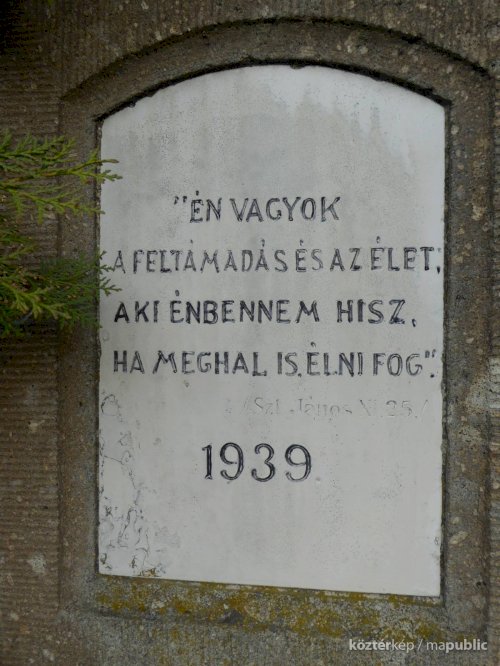 "ÉN VAGYOK
A FELTÁMADÁS ÉS AZ ÉLET,
AKI ÉNBENNEM HISZ,
HA MEGHAL IS, ÉLNI FOG".
/Szt. János 25./
1939
köztérkép / mapublic